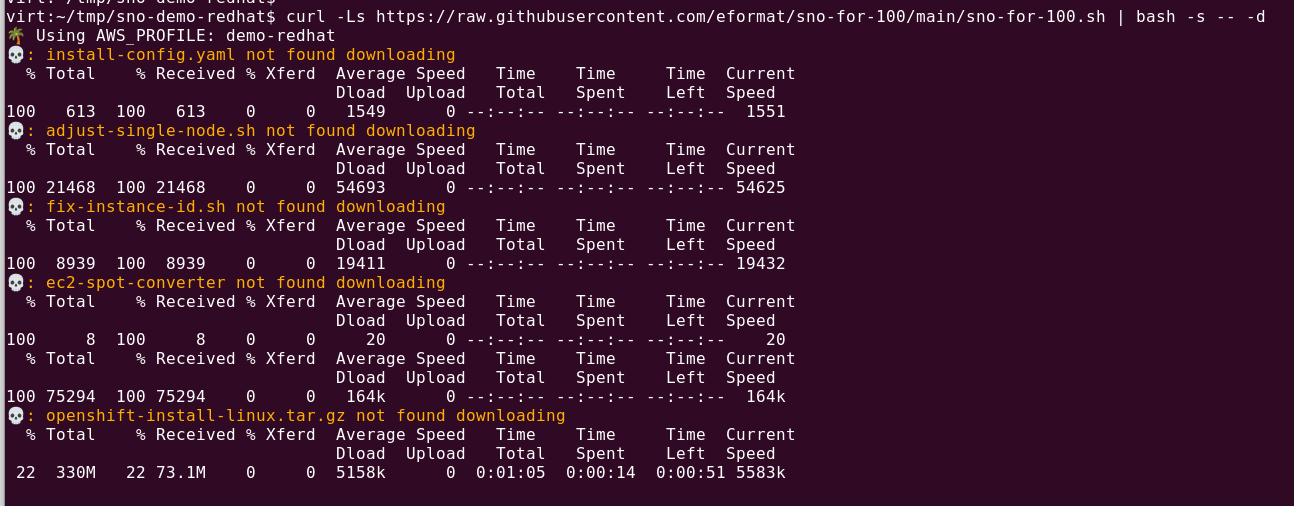 virt:~/tmp/sno-demo-redhat$
virt:~/tmp/sno-demo-redhat$ curl -Ls https://raw.githubusercontent.com/eformat/sno-for-100/main/sno-for-100.sh | bash -s -- -d
🌴 Using AWS_PROFILE: demo-redhat
💀: install-config.yaml not found downloading
  % Total    % Received % Xferd  Average Speed   Time    Time     Time  Current
                                 Dload  Upload   Total   Spent    Left  Speed
100   613  100   613    0     0   1549      0 --:--:-- --:--:-- --:--:--  1551
💀: adjust-single-node.sh not found downloading
  % Total    % Received % Xferd  Average Speed   Time    Time     Time  Current
                                 Dload  Upload   Total   Spent    Left  Speed
100 21468  100 21468    0     0  54693      0 --:--:-- --:--:-- --:--:-- 54625
💀: fix-instance-id.sh not found downloading
  % Total    % Received % Xferd  Average Speed   Time    Time     Time  Current
                                 Dload  Upload   Total   Spent    Left  Speed
100  8939  100  8939    0     0  19411      0 --:--:-- --:--:-- --:--:-- 19432
💀: ec2-spot-converter not found downloading
  % Total    % Received % Xferd  Average Speed   Time    Time     Time  Current
                                 Dload  Upload   Total   Spent    Left  Speed
100     8  100     8    0     0     20      0 --:--:-- --:--:-- --:--:--    20
  % Total    % Received % Xferd  Average Speed   Time    Time     Time  Current
                                 Dload  Upload   Total   Spent    Left  Speed
100 75294  100 75294    0     0   164k      0 --:--:-- --:--:-- --:--:--  164k
💀: openshift-install-linux.tar.gz not found downloading
  % Total    % Received % Xferd  Average Speed   Time    Time     Time  Current
                                 Dload  Upload   Total   Spent    Left  Speed
 22  330M   22 73.1M    0     0  5158k      0  0:01:05  0:00:14  0:00:51 5583k